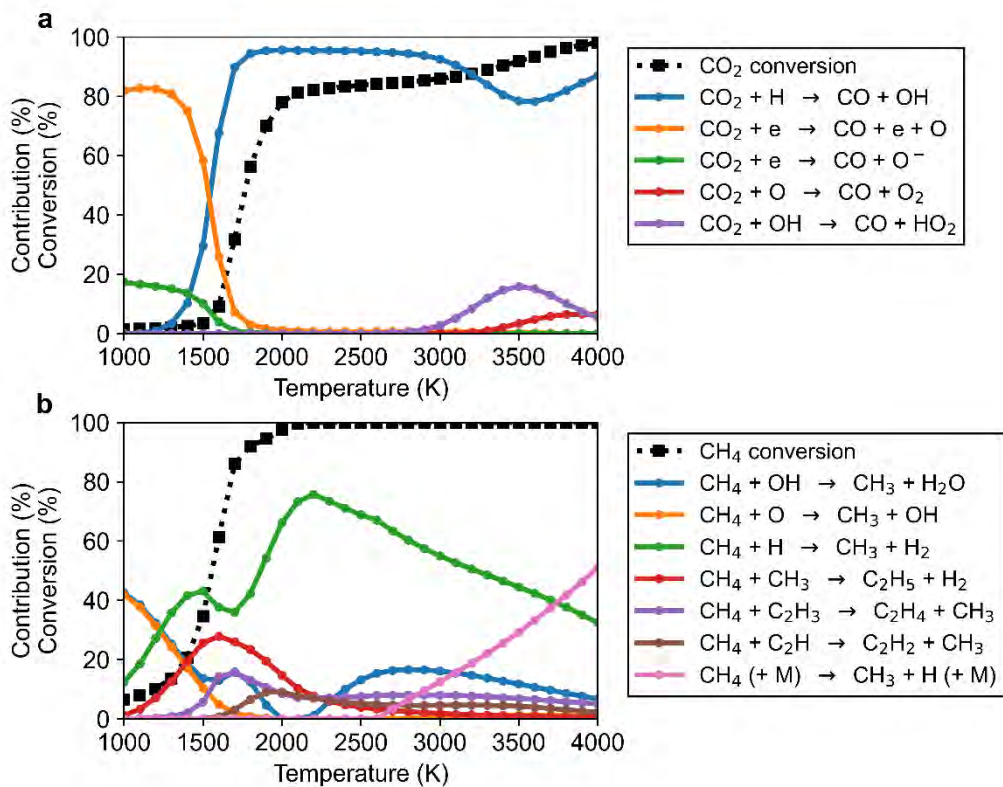 a
Contribution (%)
Conversion (%)
100
80
60
40
20
0
1000
1500
2000
2500
3000
3500
4000
Temperature (K)
CO₂ conversion
CO₂ + H → CO + OH
CO₂ + e → CO + e + O
CO₂ + e → CO + O⁻
CO₂ + O → CO + O₂
CO₂ + OH → CO + HO₂
b
Contribution (%)
Conversion (%)
100
80
60
40
20
0
1000
1500
2000
2500
3000
3500
4000
Temperature (K)
CH₄ conversion
CH₄ + OH → CH₃ + H₂O
CH₄ + O → CH₃ + OH
CH₄ + H → CH₃ + H₂
CH₄ + CH₃ → C₂H₅ + H₂
CH₄ + C₂H₃ → C₂H₄ + CH₃
CH₄ + C₂H → C₂H₂ + CH₃
CH₄ (+ M) → CH₃ + H (+ M)